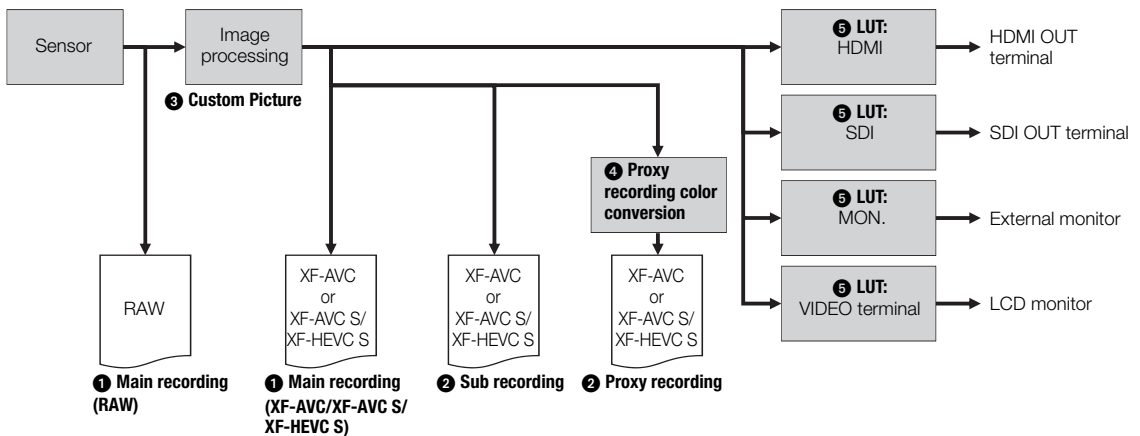 Sensor
Image
processing
❸ Custom Picture
❺ LUT:
HDMI
HDMI OUT
terminal
❺ LUT:
SDI
SDI OUT terminal
❹ Proxy
recording color
conversion
❺ LUT:
MON.
External monitor
❺ LUT:
VIDEO terminal
LCD monitor
RAW
❶ Main recording
(RAW)
XF-AVC
or
XF-AVC S/
XF-HEVC S
❶ Main recording
(XF-AVC/XF-AVC S/
XF-HEVC S)
XF-AVC
or
XF-AVC S/
XF-HEVC S
❷ Sub recording
XF-AVC
or
XF-AVC S/
XF-HEVC S
❷ Proxy recording